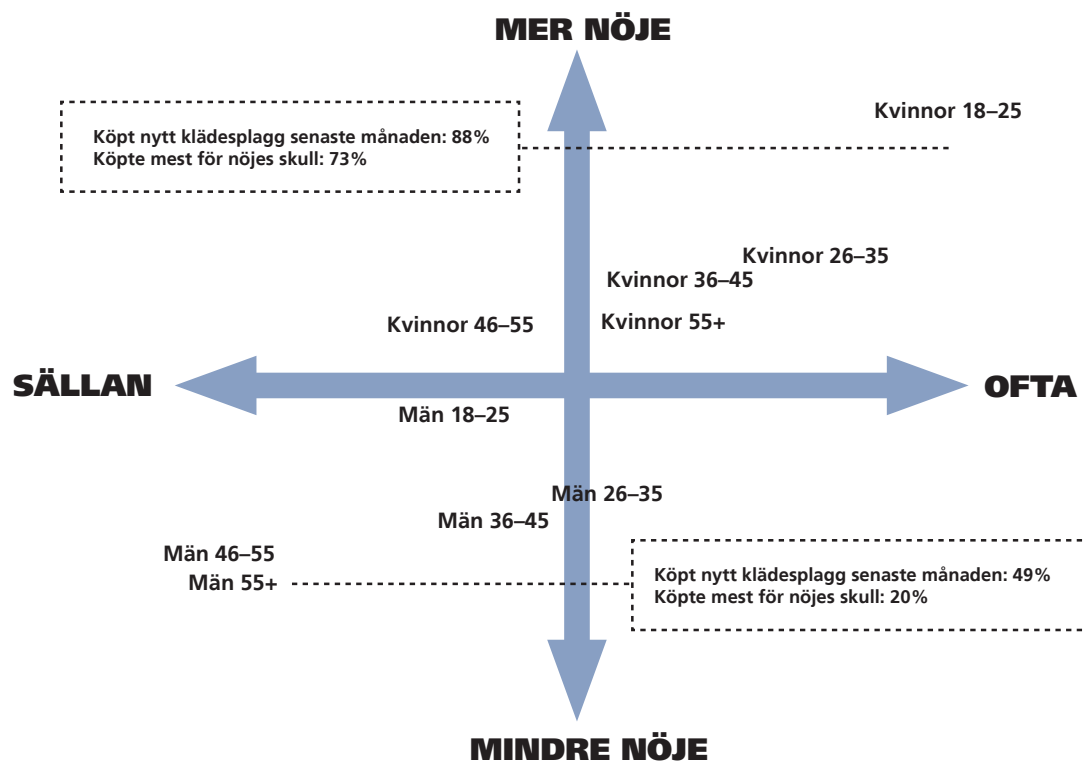 MER NÖJE
Kvinnor 18–25
Köpt nytt klädesplagg senaste månaden: 88%
Köpte mest för nöjes skull: 73%
Kvinnor 26–35
Kvinnor 36–45
Kvinnor 46–55
Kvinnor 55+
SÄLLAN
OFTA
Män 18–25
Män 26–35
Män 36–45
Män 46–55
Män 55+
Köpt nytt klädesplagg senaste månaden: 49%
Köpte mest för nöjes skull: 20%
MINDRE NÖJE